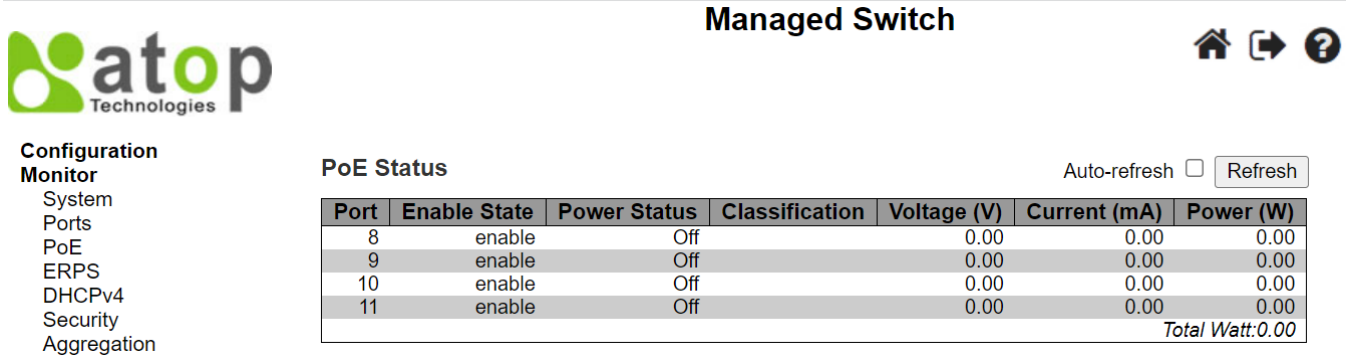 Managed Switch
atop
Technologies
Configuration
Monitor
System
Ports
PoE
ERPS
DHCPv4
Security
Aggregation
PoE Status
Auto-refresh Refresh
Port Enable State Power Status Classification Voltage (V) Current (mA) Power (W)
8 enable Off 0.00 0.00 0.00
9 enable Off 0.00 0.00 0.00
10 enable Off 0.00 0.00 0.00
11 enable Off 0.00 0.00 0.00
Total Watt:0.00